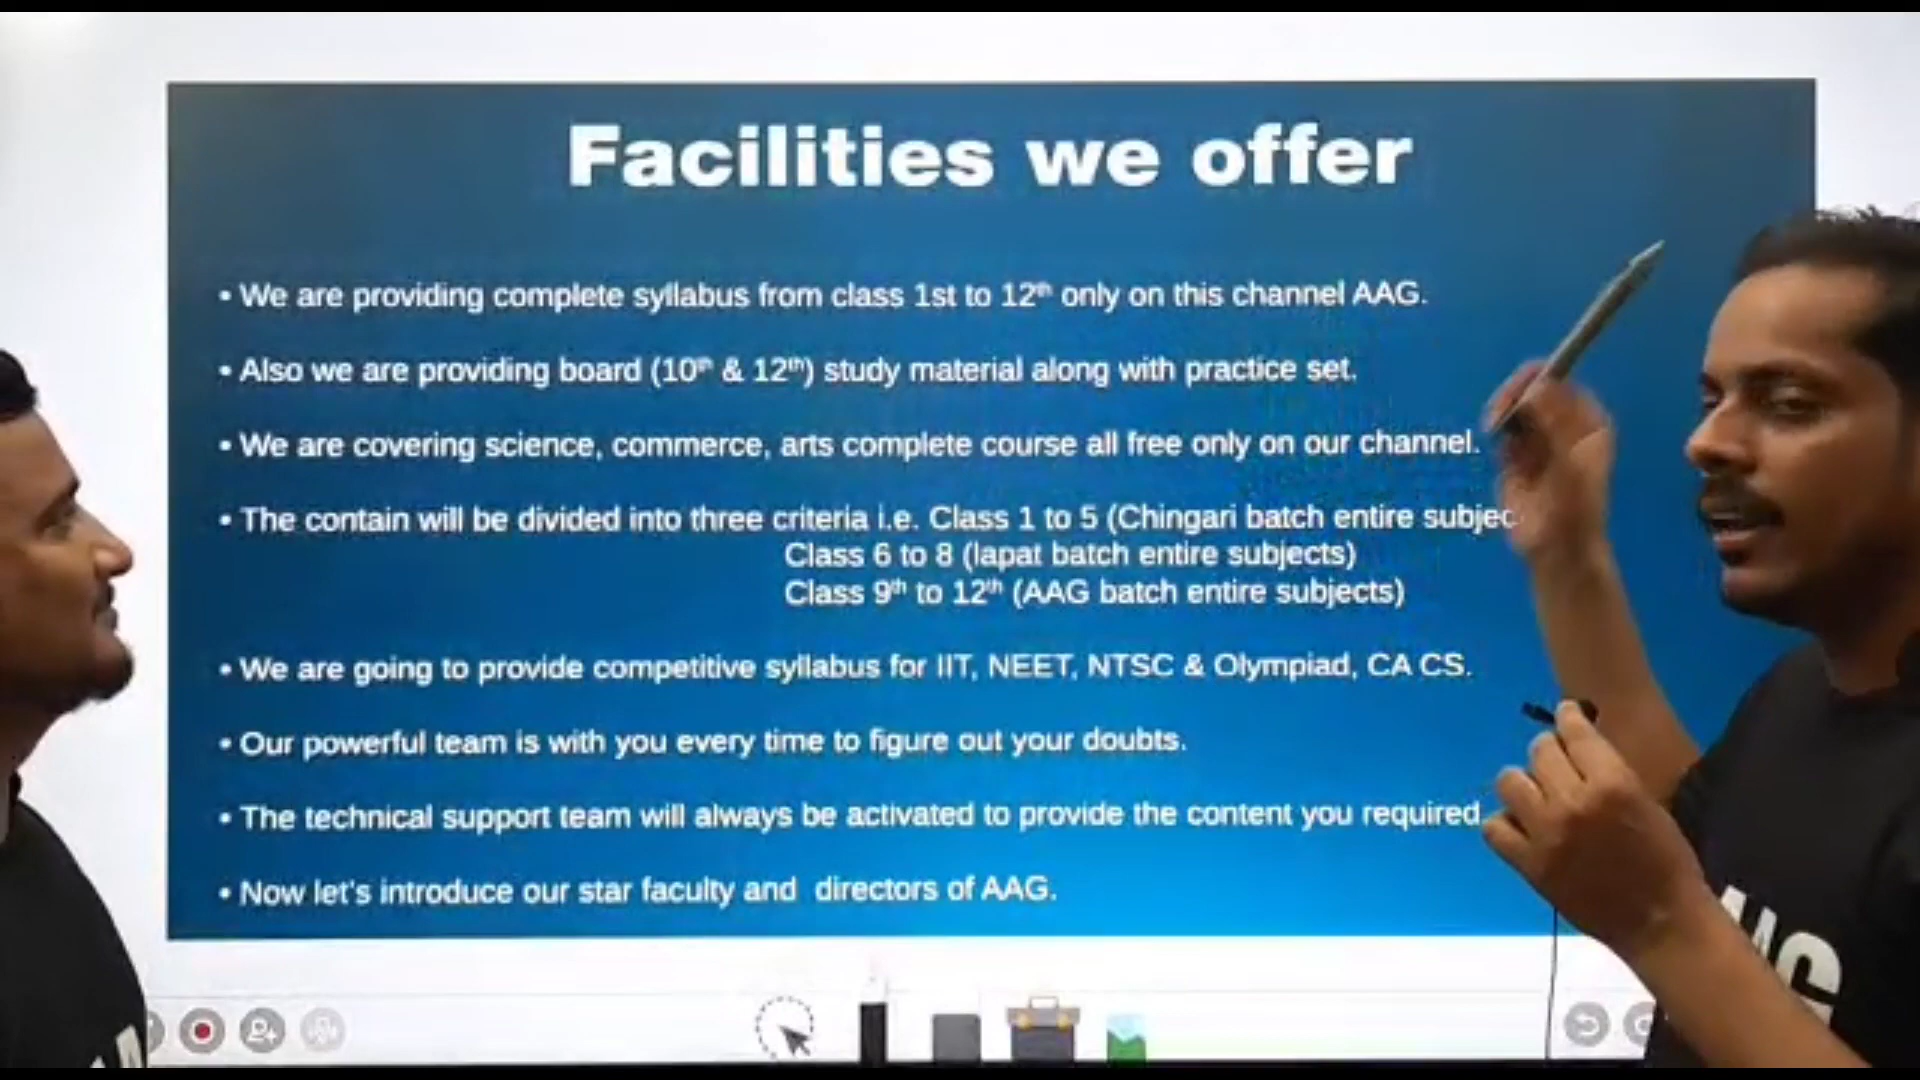 Facilities we offer
• We are providing complete syllabus from class 1st to 12th only on this channel AAG.
• Also we are providing board (10th & 12th) study material along with practice set.
• We are covering science, commerce, arts complete course all free only on our channel.
• The contain will be divided into three criteria i.e. Class 1 to 5 (Chingari batch entire subjec
Class 6 to 8 (lapat batch entire subjects)
Class 9th to 12th (AAG batch entire subjects)
• We are going to provide competitive syllabus for IIT, NEET, NTSC & Olympiad, CA CS.
• Our powerful team is with you every time to figure out your doubts.
• The technical support team will always be activated to provide the content you required.
• Now let's introduce our star faculty and directors of AAG.